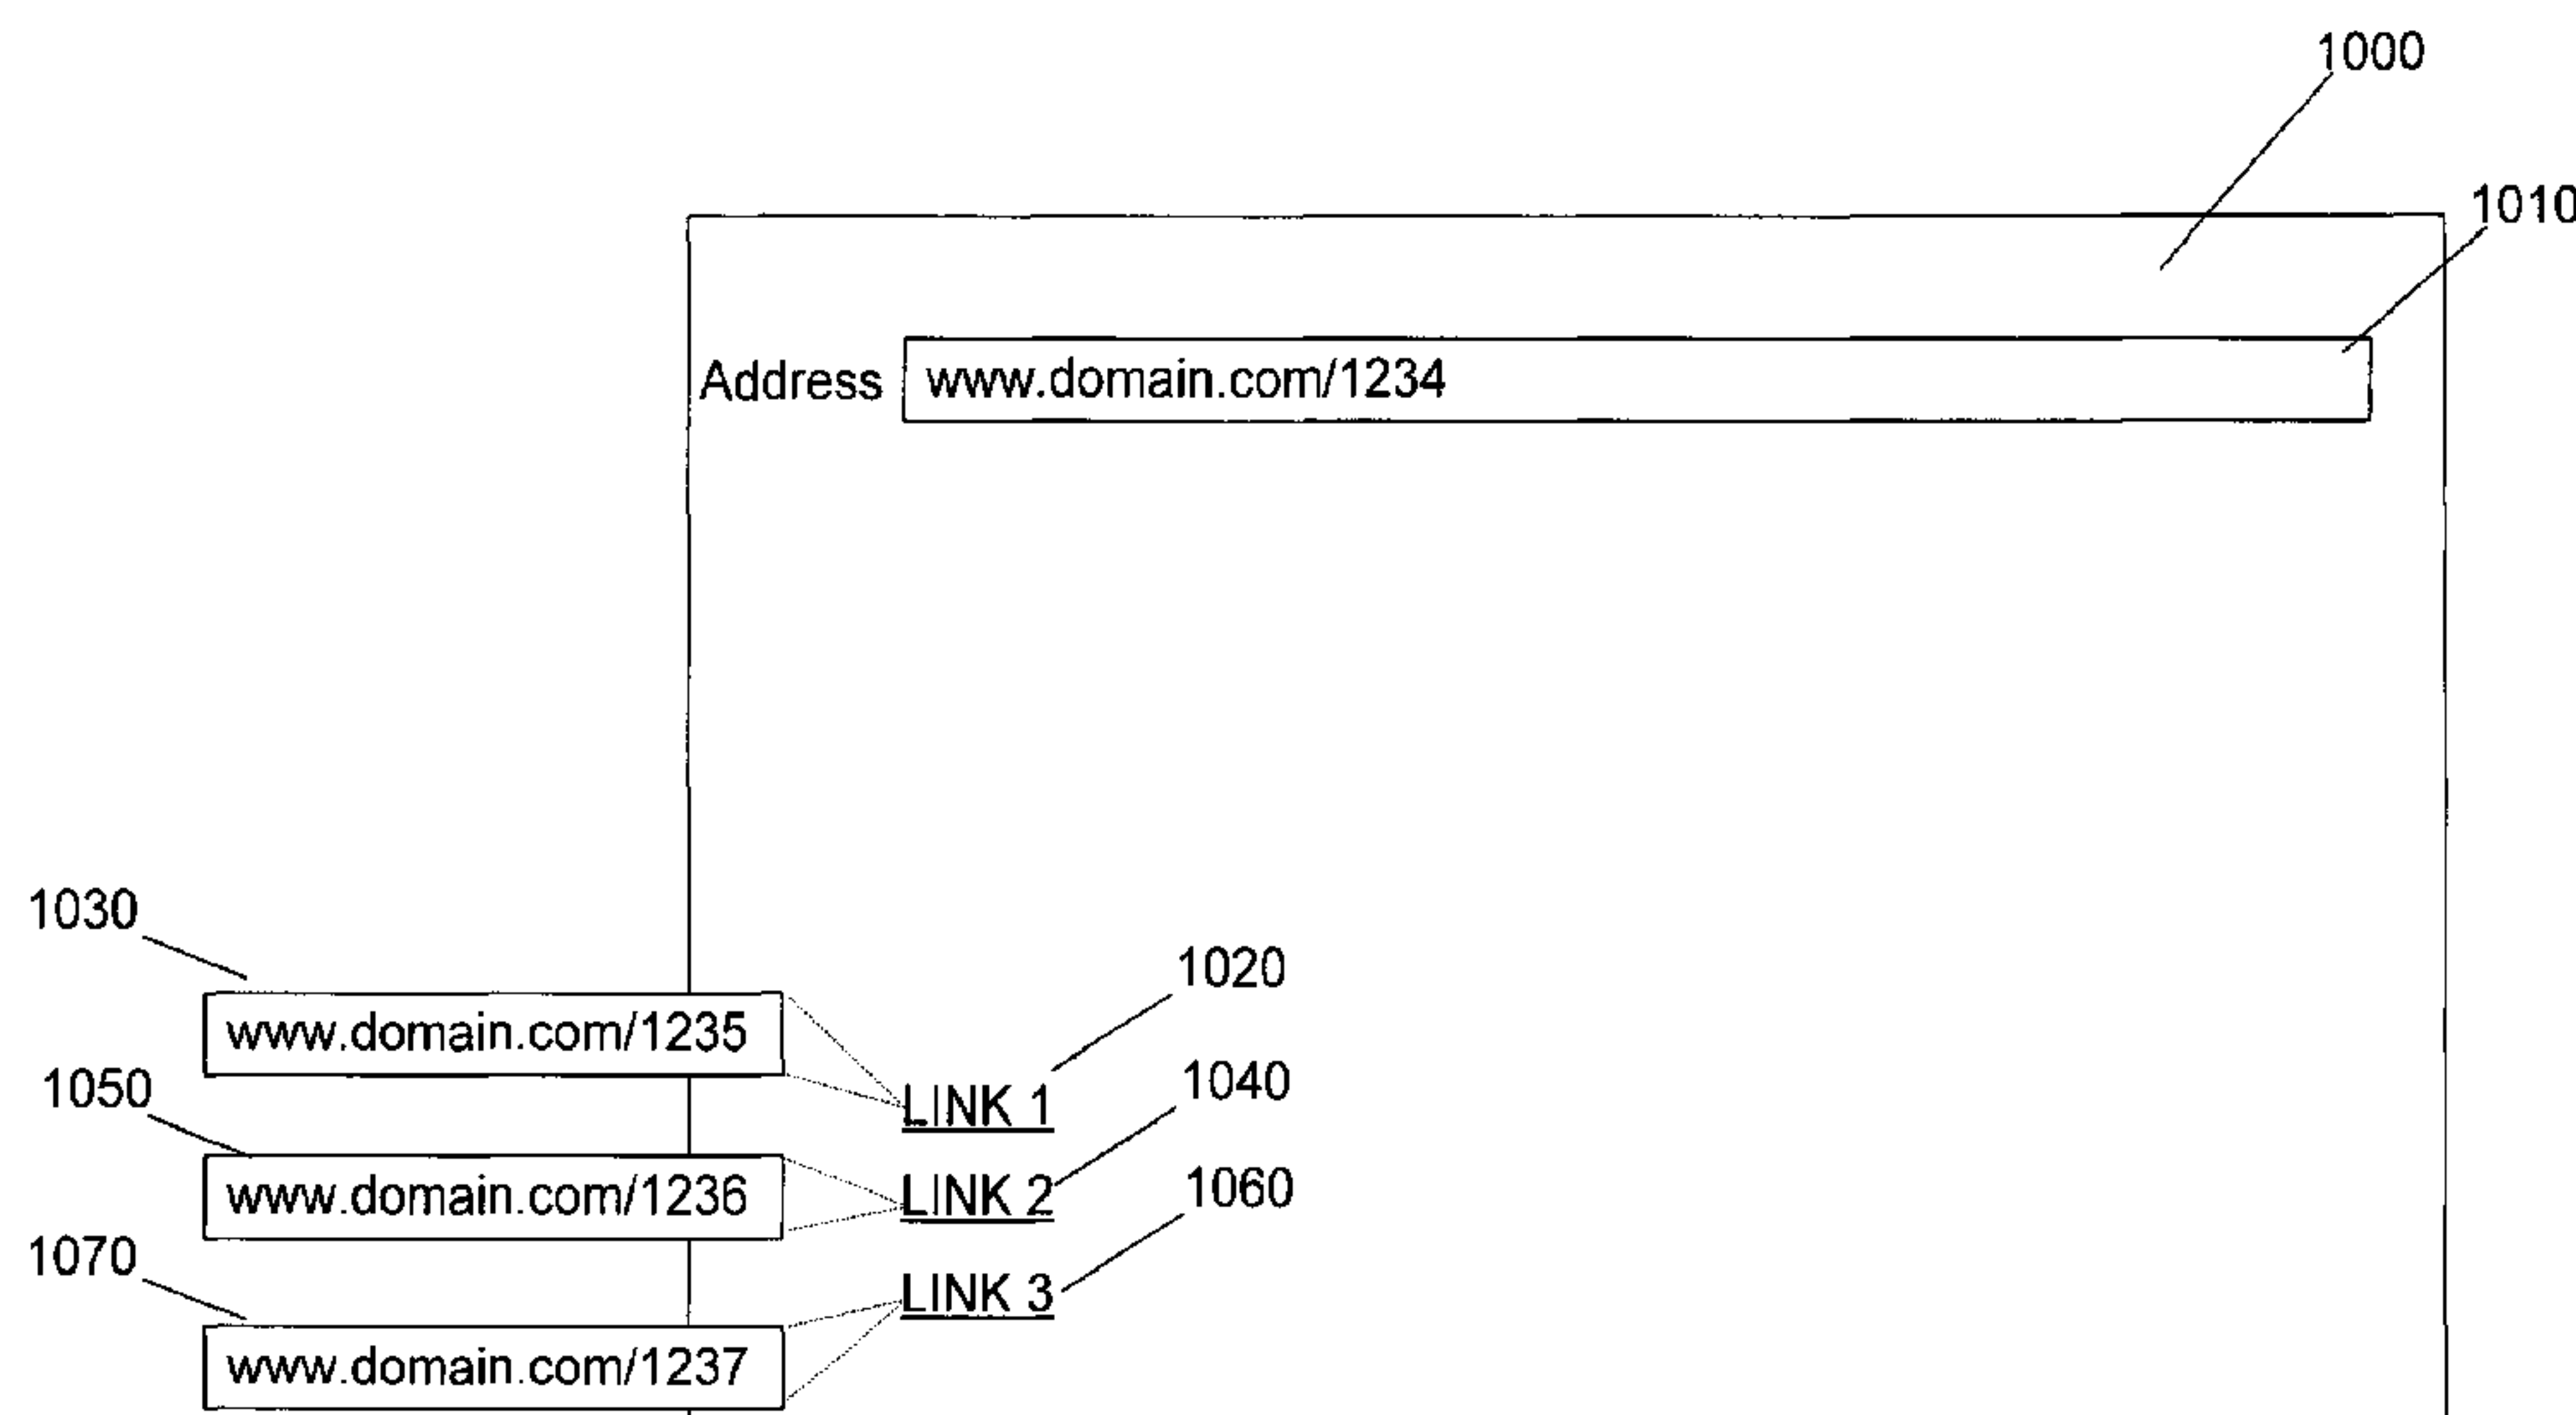 1000
1010
Address www.domain.com/1234
1030
1020
www.domain.com/1235
1050
1040
LINK 1
www.domain.com/1236
LINK 2
1060
1070
LINK 3
www.domain.com/1237